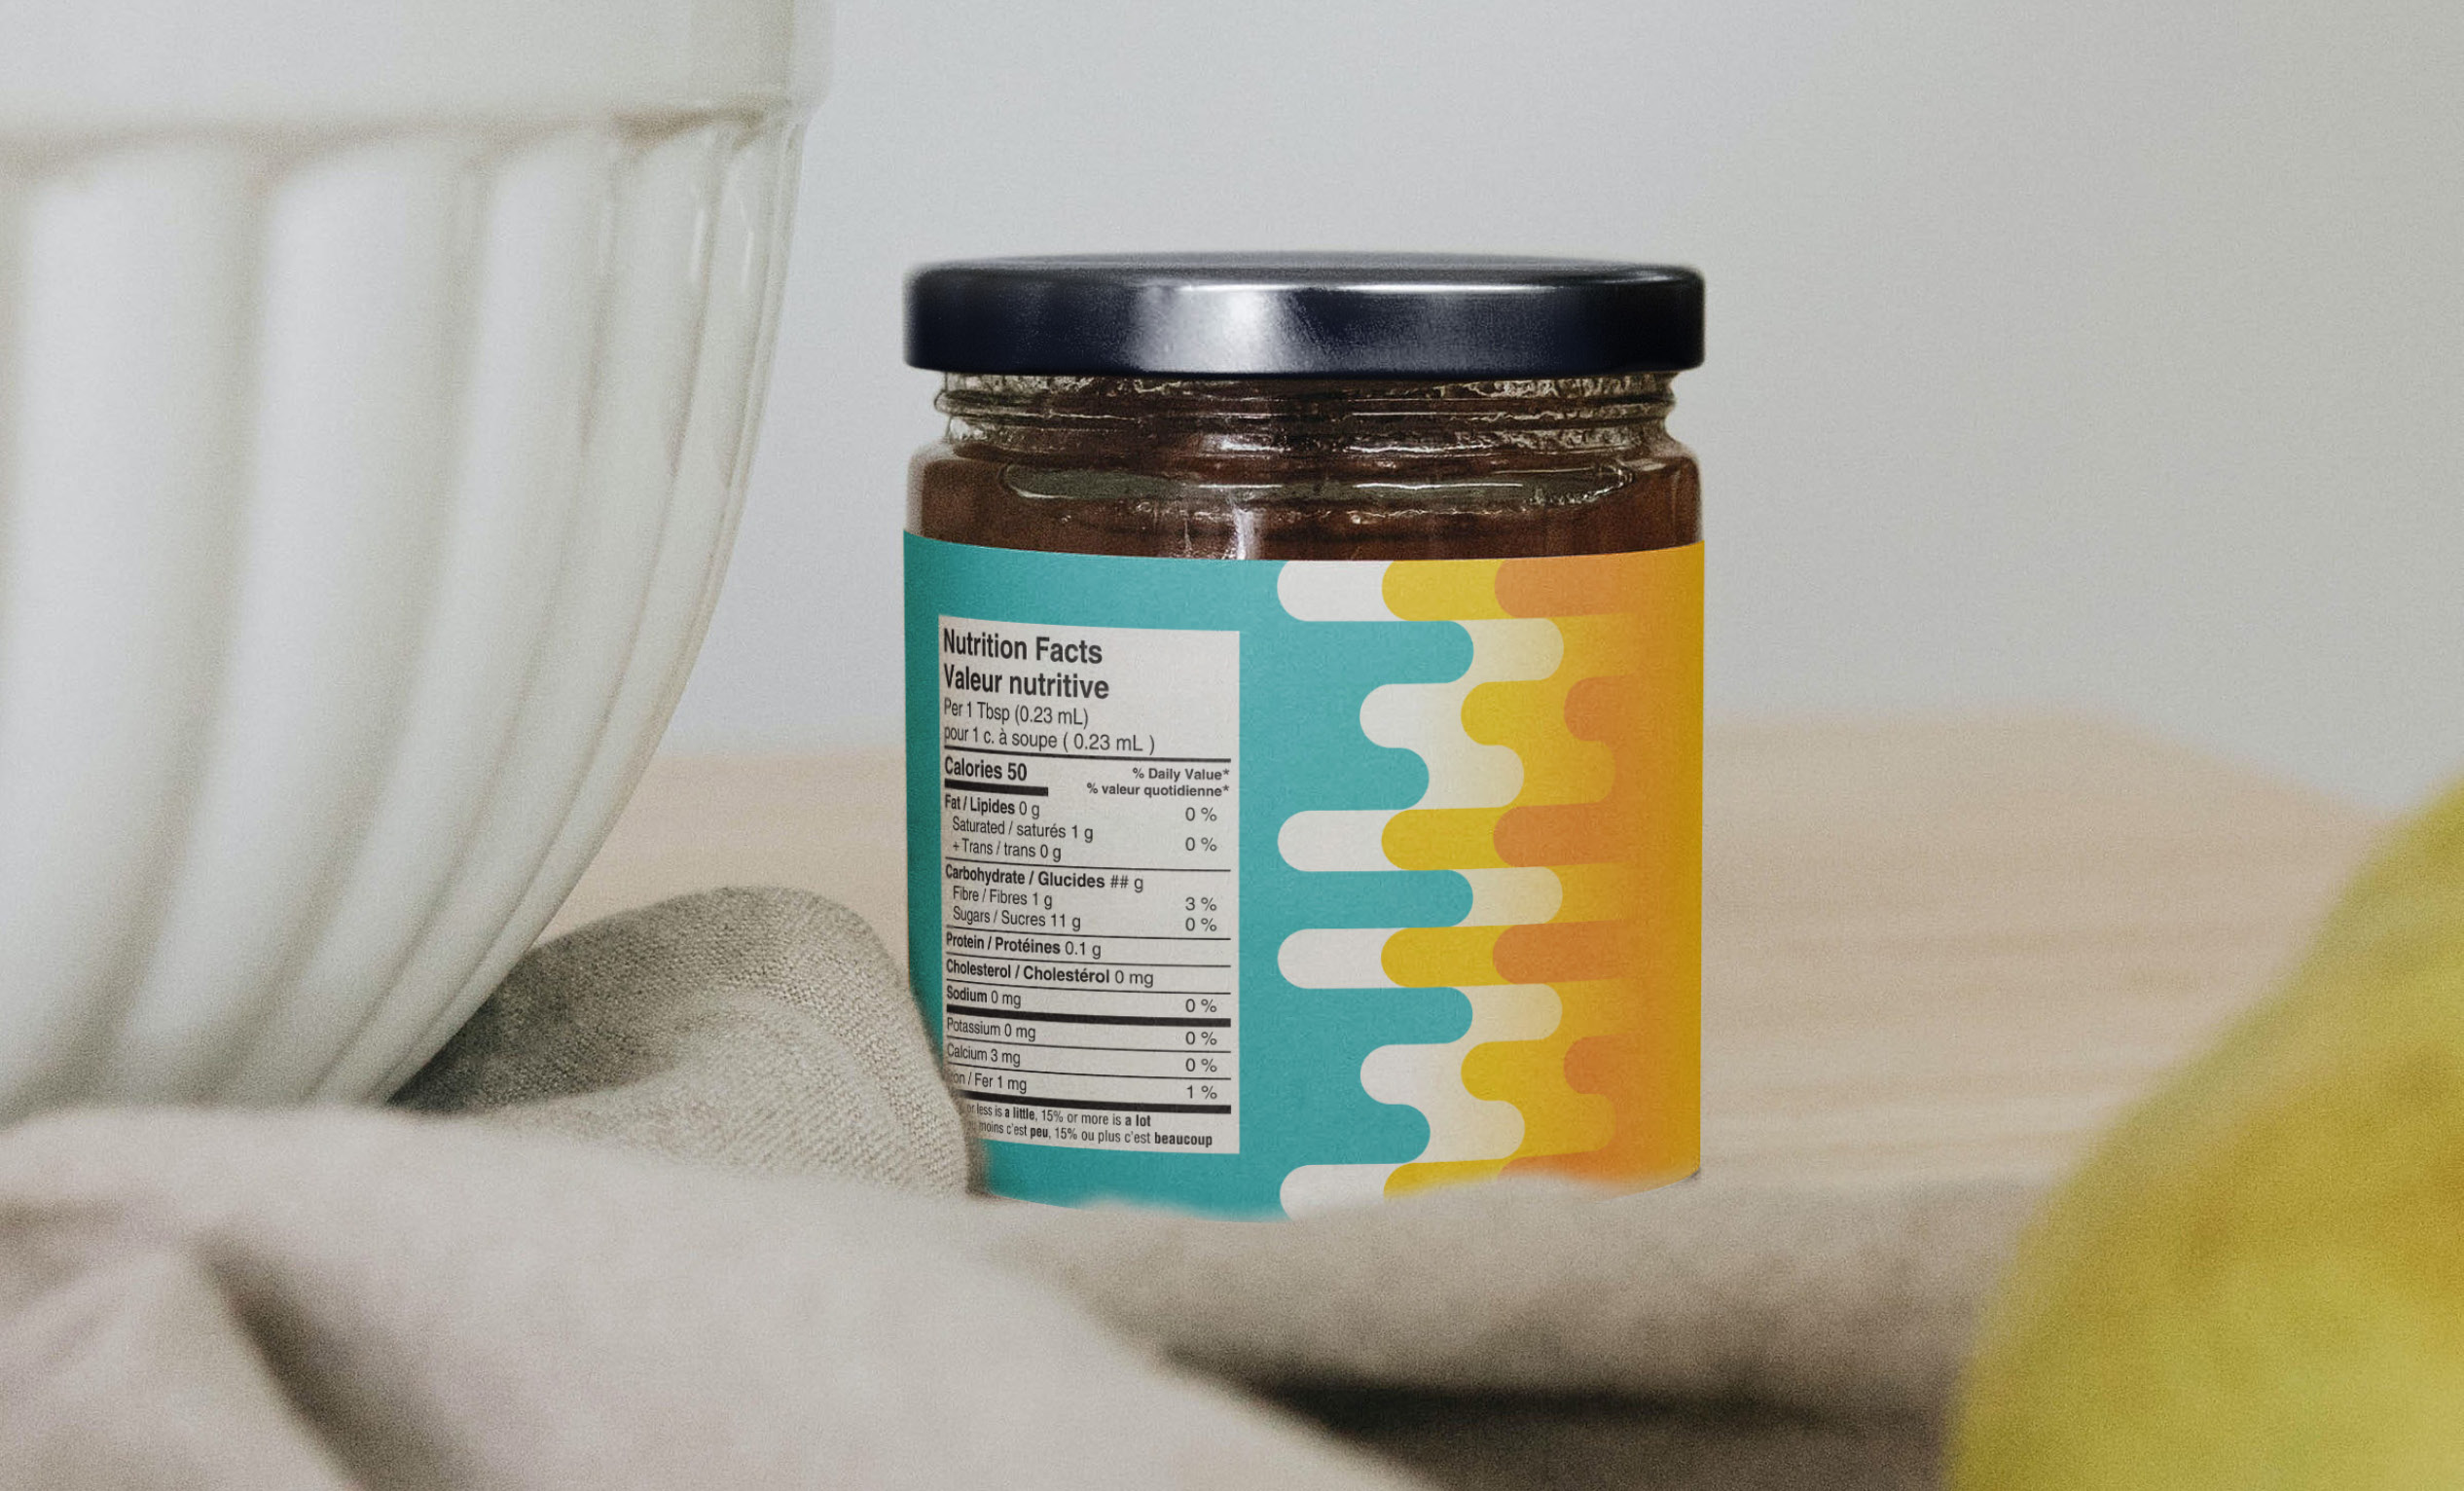 Nutrition Facts
Valeur nutritive
Per 1 Tbsp (0.23 mL)
pour 1 c. à soupe ( 0.23 mL )
Calories 50
% Daily Value*
% valeur quotidienne*
Fat / Lipides 0 g 0 %
Saturated / saturés 1 g
+ Trans / trans 0 g 0 %
Carbohydrate / Glucides ## g
Fibre / Fibres 1 g 3 %
Sugars / Sucres 11 g 0 %
Protein / Protéines 0.1 g
Cholesterol / Cholestérol 0 mg
Sodium 0 mg 0 %
Potassium 0 mg 0 %
Calcium 3 mg 0 %
on / Fer 1 mg 1 %
or less is a little, 15% or more is a lot
moins c'est peu, 15% ou plus c'est beaucoup